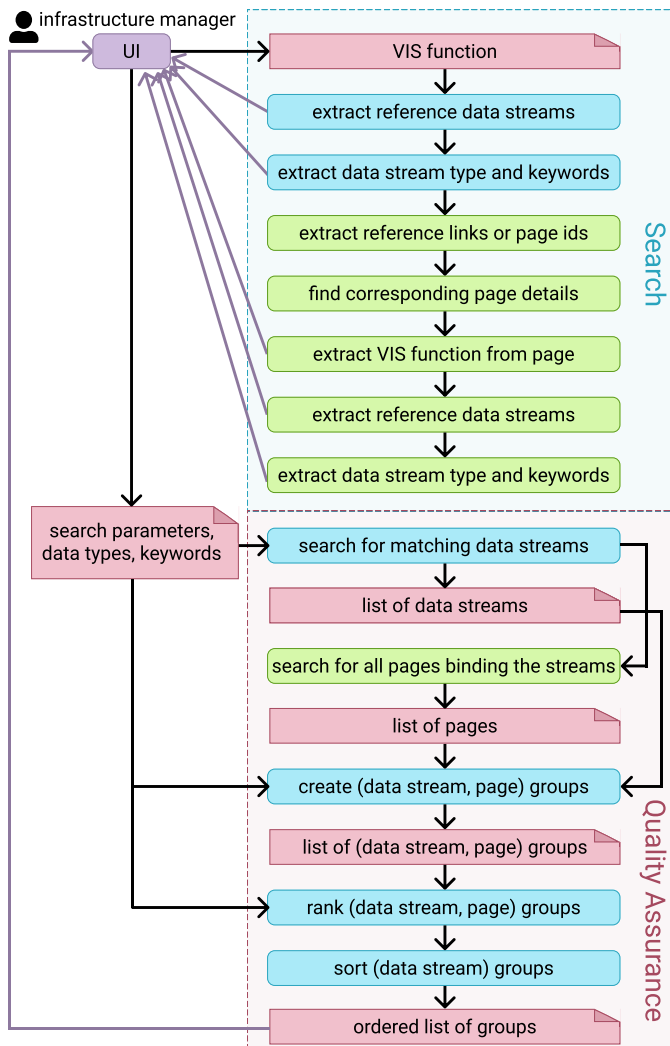 infrastructure manager
UI
VIS function
extract reference data streams
extract data stream type and keywords
extract reference links or page ids
find corresponding page details
extract VIS function from page
extract reference data streams
extract data stream type and keywords
Search
search parameters,
data types, keywords
search for matching data streams
list of data streams
search for all pages binding the streams
list of pages
create (data stream, page) groups
list of (data stream, page) groups
rank (data stream, page) groups
sort (data stream) groups
ordered list of groups
Quality Assurance